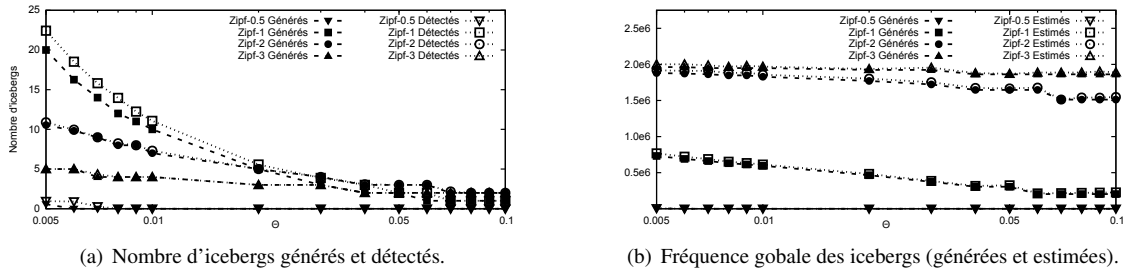 25
20
15
10
5
0
Nombre d'icebergs
0.005
0.01
0.05
0.1
Θ
Zipf-0.5 Générés
Zipf-1 Générés
Zipf-2 Générés
Zipf-3 Générés
Zipf-0.5 Détectés
Zipf-1 Détectés
Zipf-2 Détectés
Zipf-3 Détectés
(a) Nombre d'icebergs générés et détectés.
2.0e6
1.5e6
1.0e6
0.5e6
0
Fréquence globale
0.005
0.01
0.05
0.1
Θ
Zipf-0.5 Générés
Zipf-1 Générés
Zipf-2 Générés
Zipf-3 Générés
Zipf-0.5 Estimés
Zipf-1 Estimés
Zipf-2 Estimés
Zipf-3 Estimés
(b) Fréquence gobale des icebergs (générées et estimées).